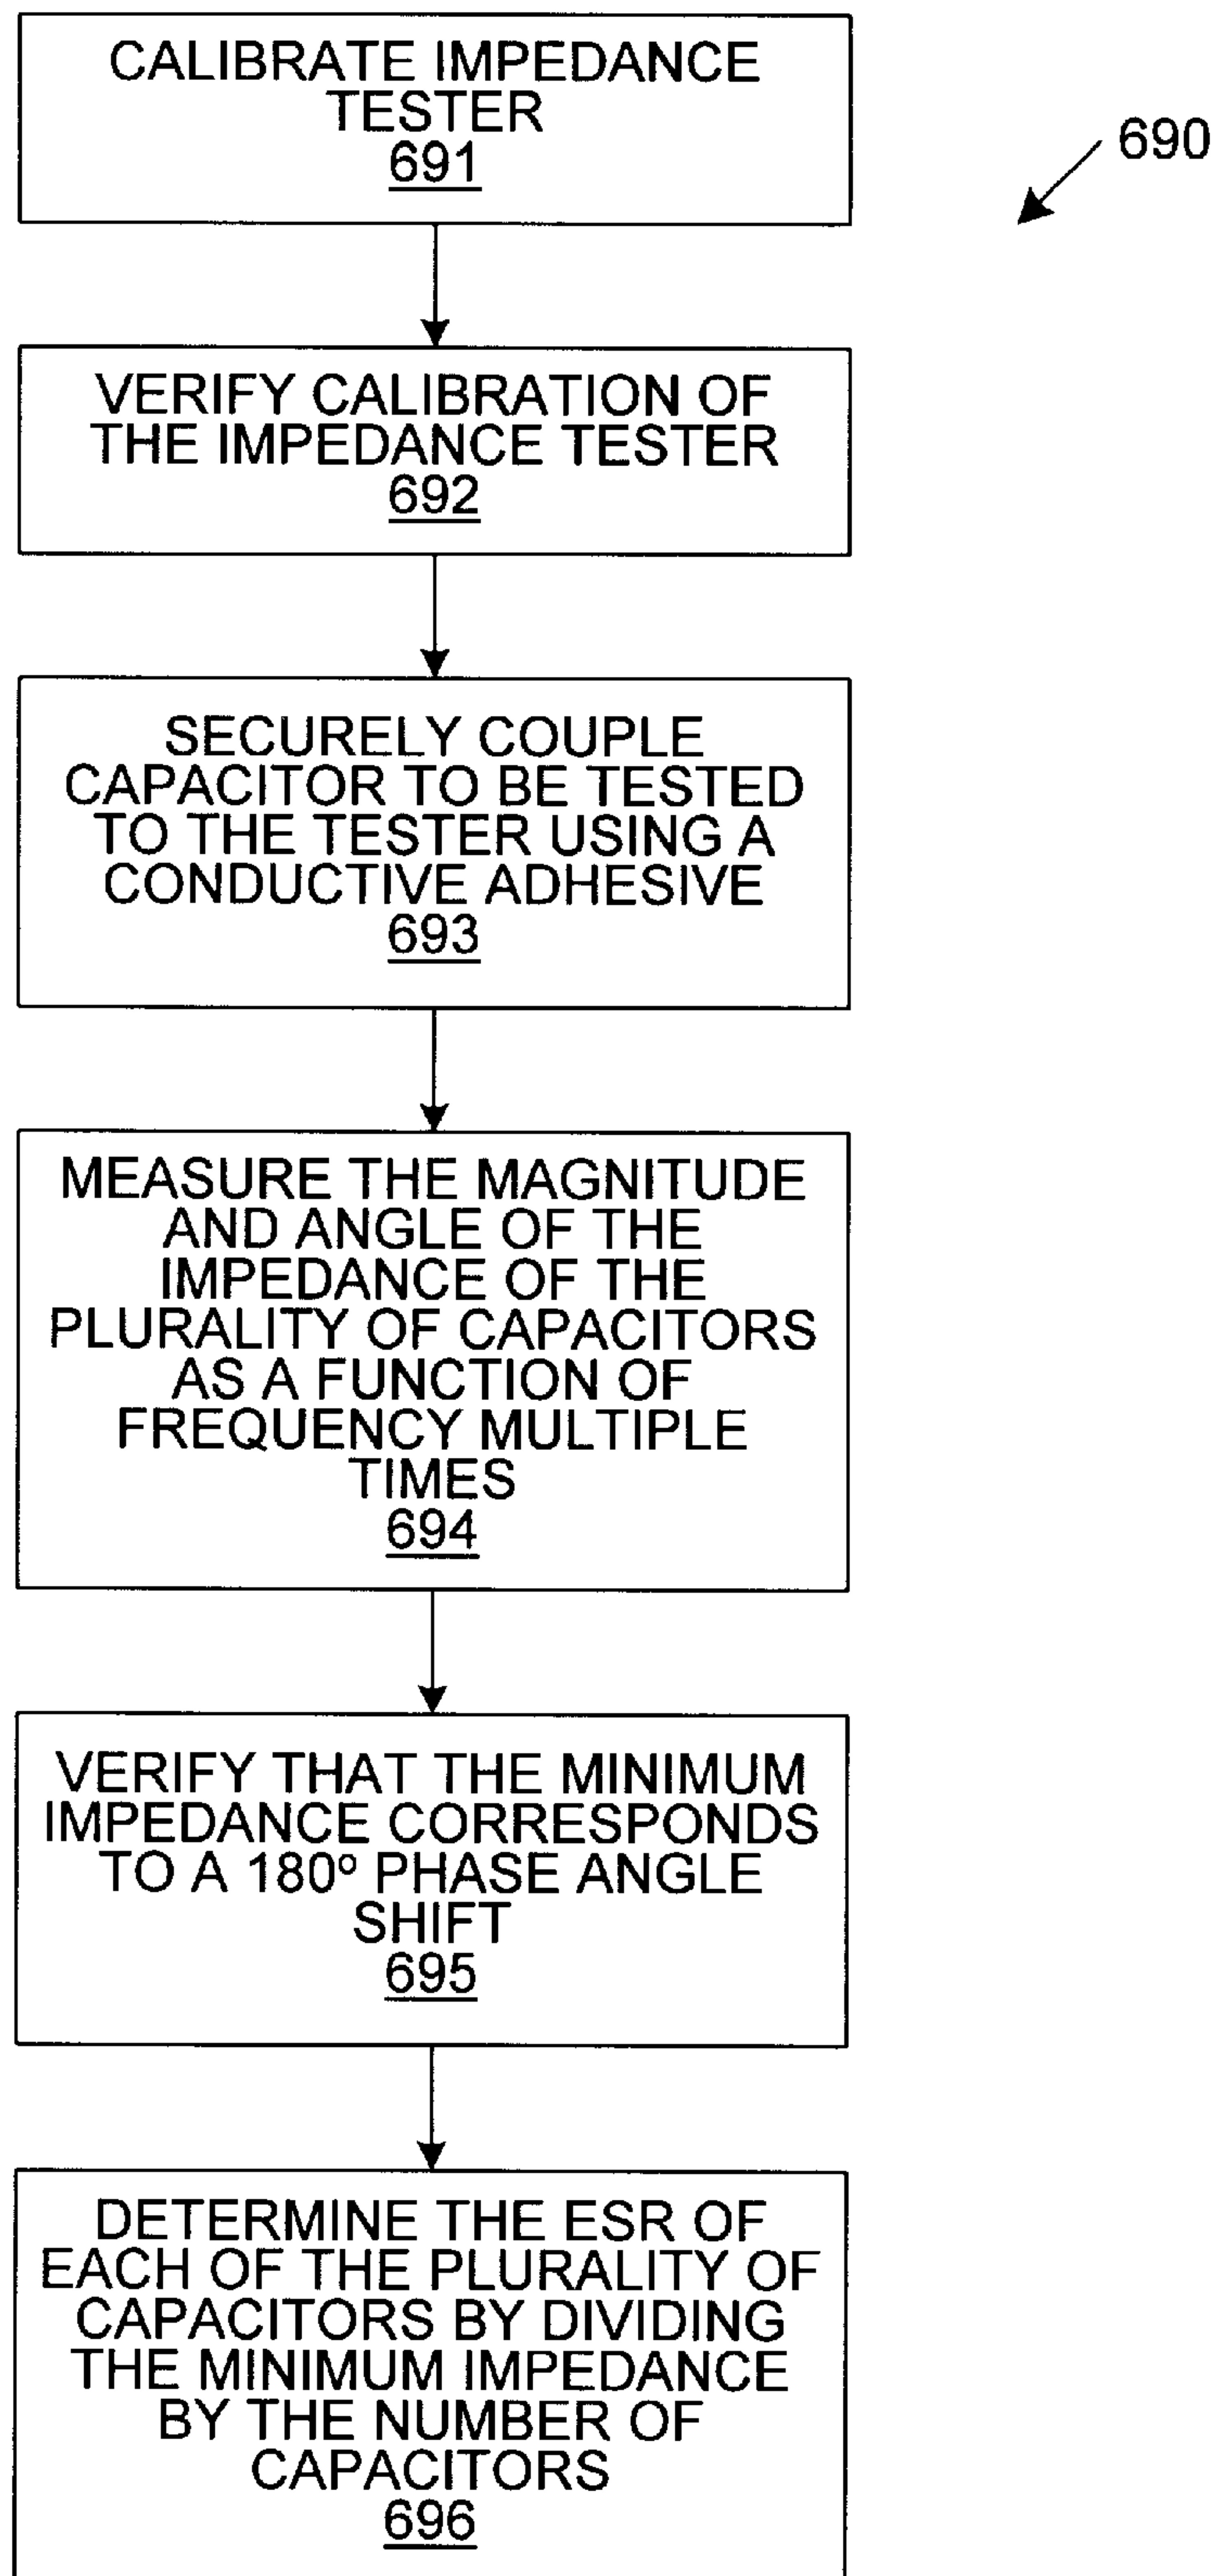 CALIBRATE IMPEDANCE
TESTER
691
690
VERIFY CALIBRATION OF
THE IMPEDANCE TESTER
692
SECURELY COUPLE
CAPACITOR TO BE TESTED
TO THE TESTER USING A
CONDUCTIVE ADHESIVE
693
MEASURE THE MAGNITUDE
AND ANGLE OF THE
IMPEDANCE OF THE
PLURALITY OF CAPACITORS
AS A FUNCTION OF
FREQUENCY MULTIPLE
TIMES
694
VERIFY THAT THE MINIMUM
IMPEDANCE CORRESPONDS
TO A 180º PHASE ANGLE
SHIFT
695
DETERMINE THE ESR OF
EACH OF THE PLURALITY OF
CAPACITORS BY DIVIDING
THE MINIMUM IMPEDANCE
BY THE NUMBER OF
CAPACITORS
696